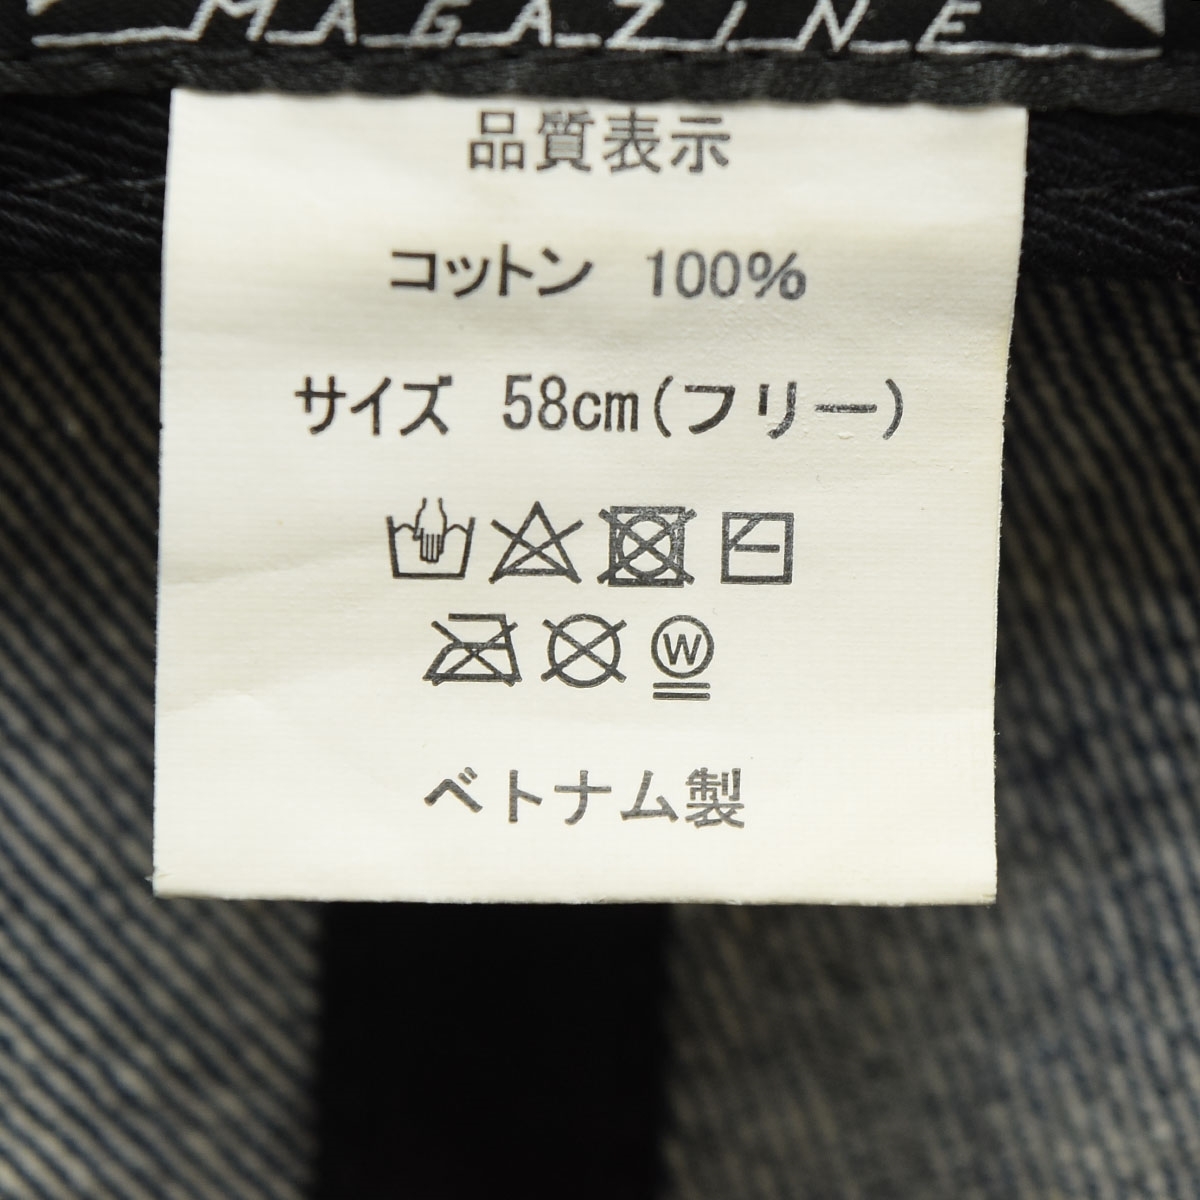 MAGAZINE
品質表示
コットン 100%
サイズ 58cm(フリー)
W
ベトナム製